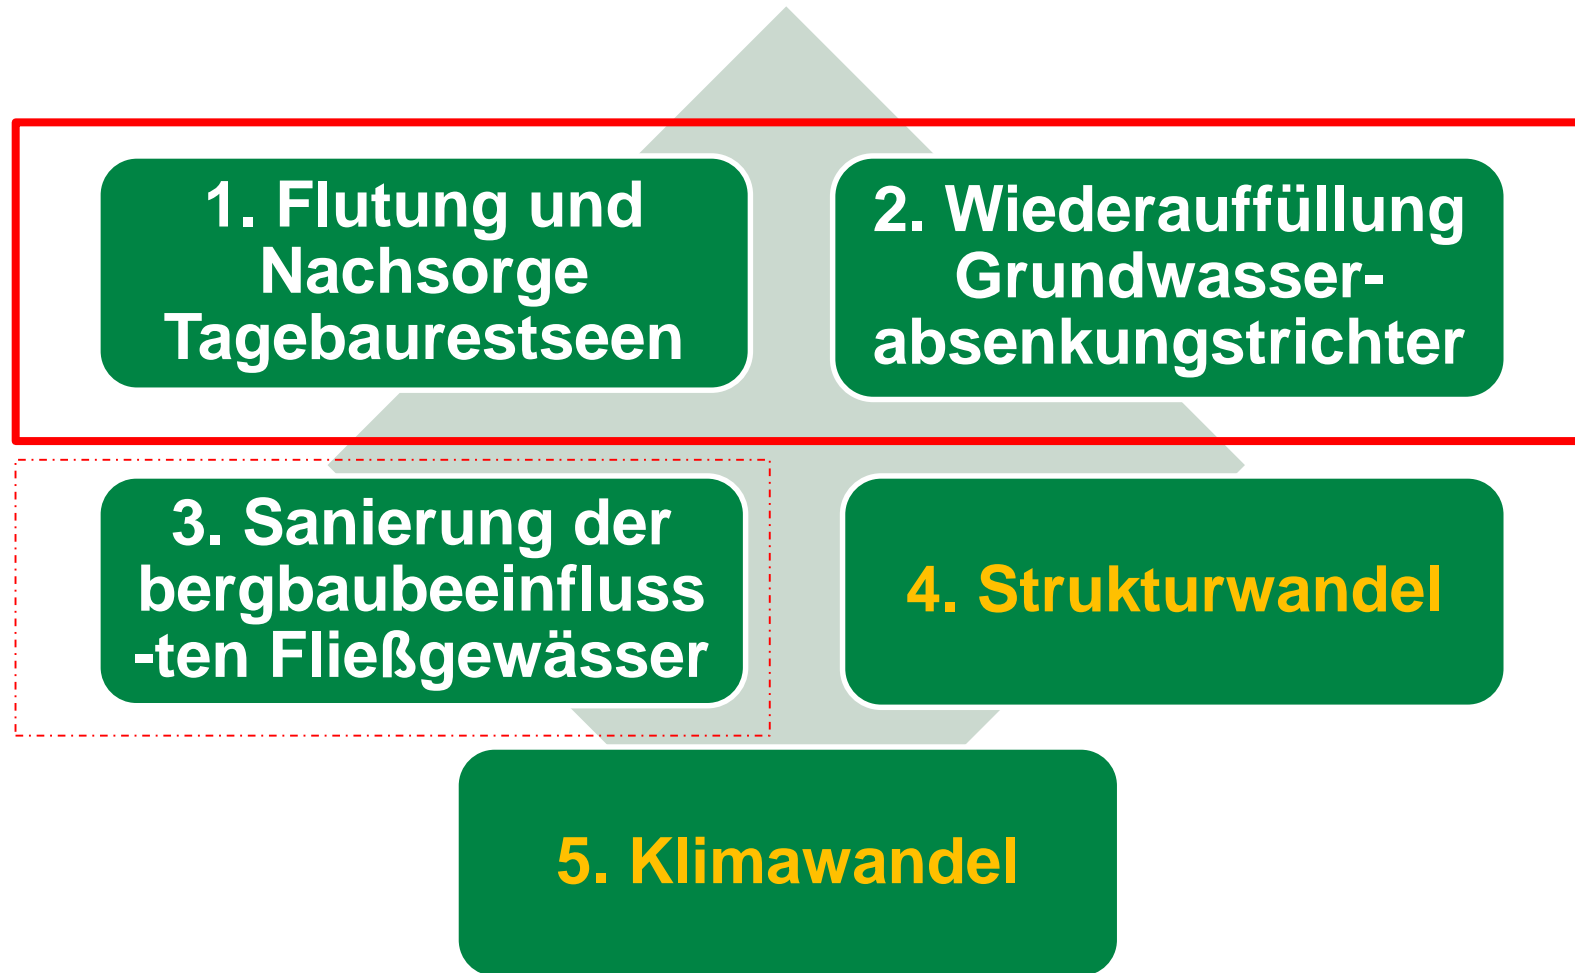 1. Flutung und
Nachsorge
Tagebaurestseen
2. Wiederauffüllung
Grundwasser-
absenkungstrichter
3. Sanierung der
bergbaubeeinfluss
-ten Fließgewässer
4. Strukturwandel
5. Klimawandel